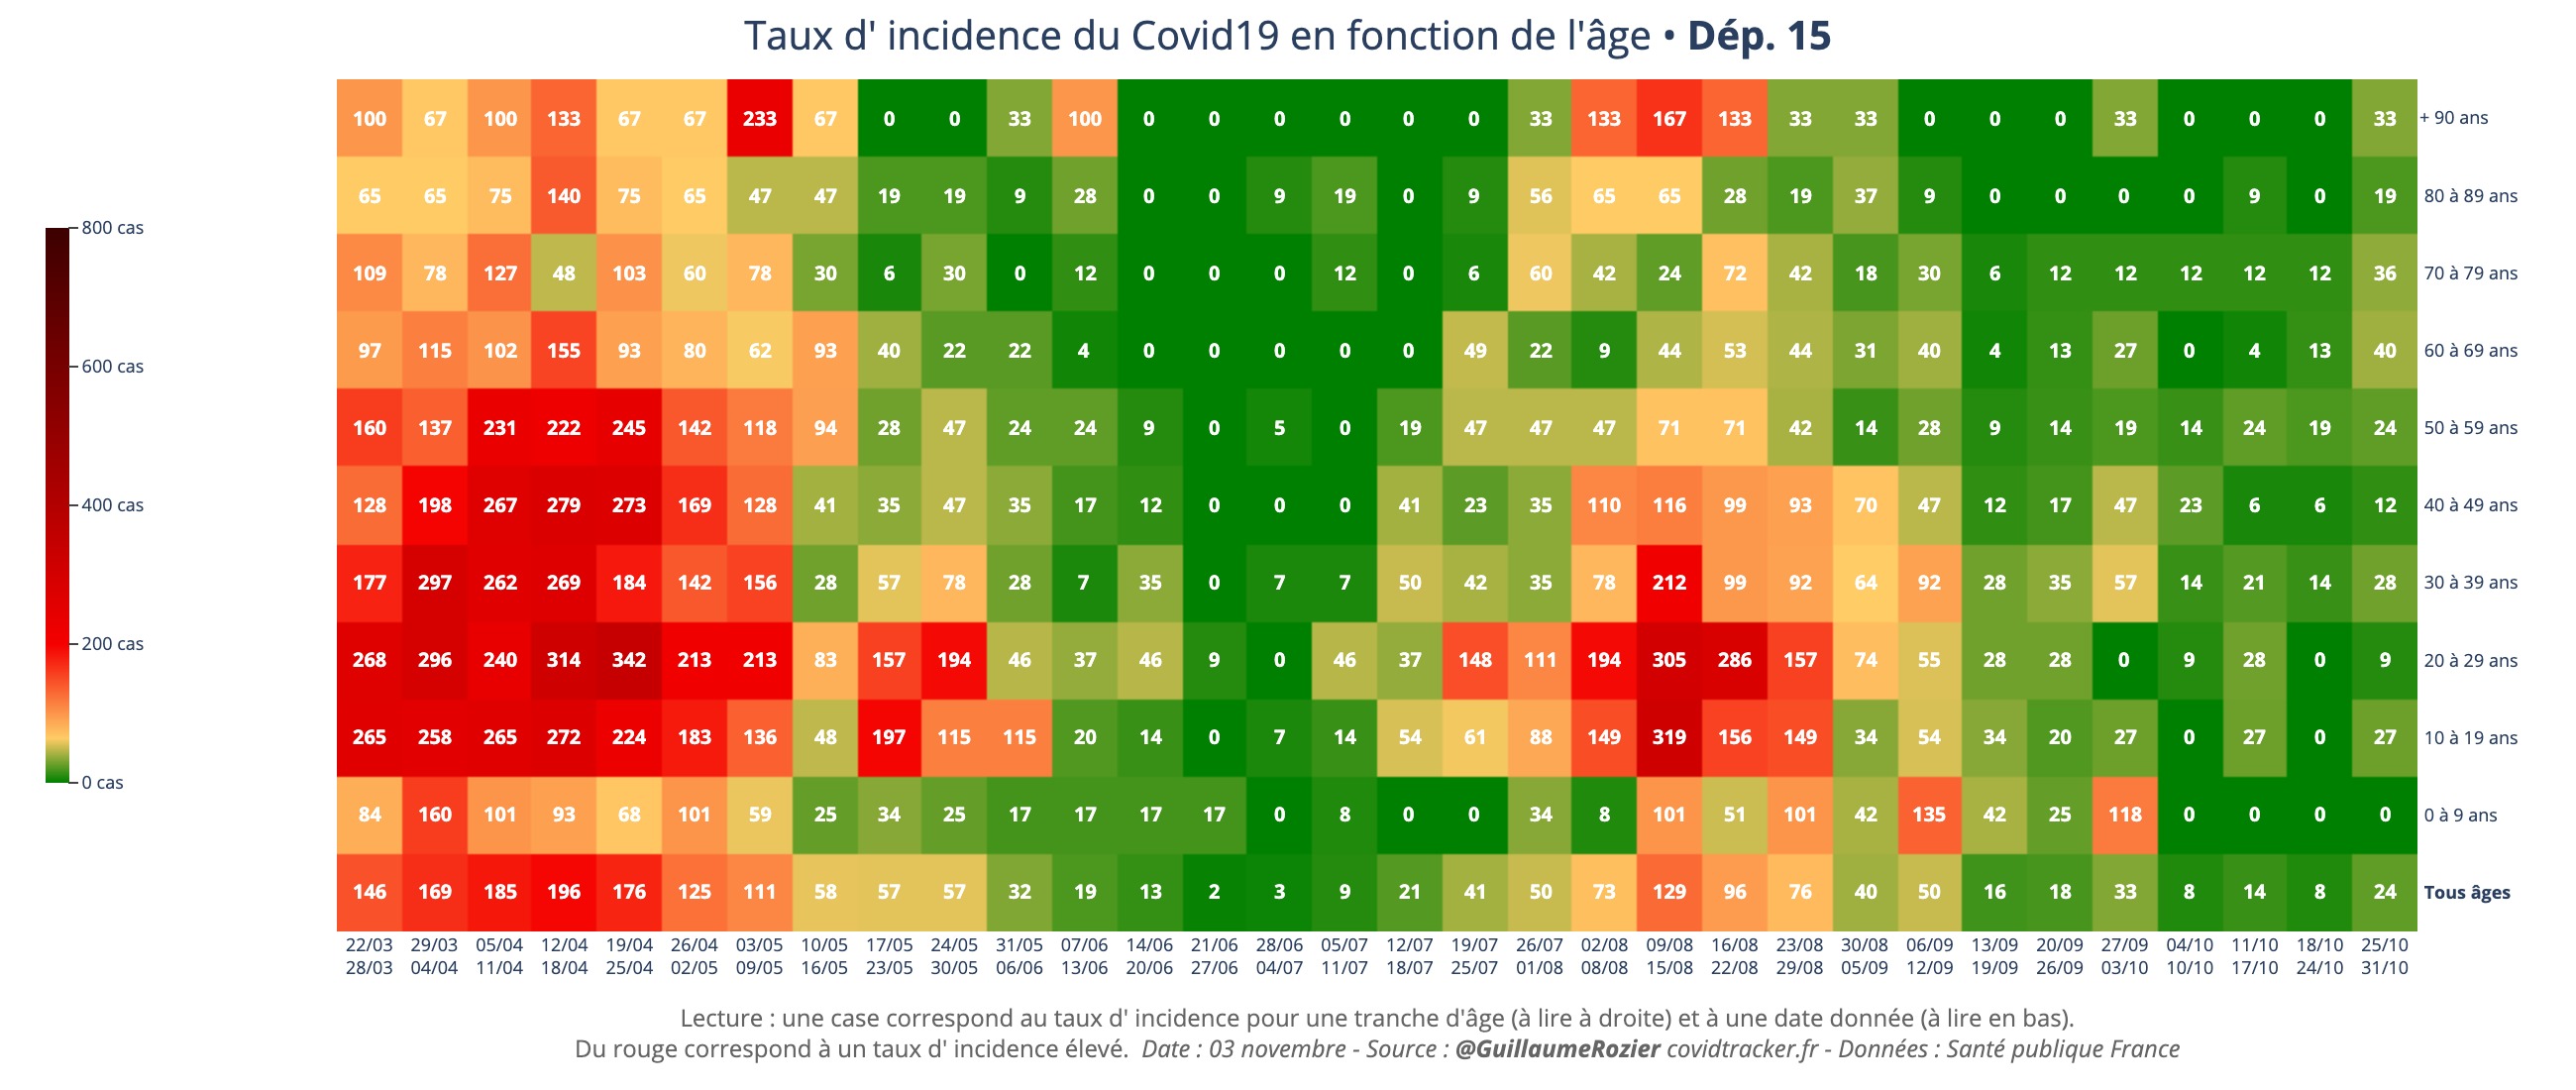 Taux d' incidence du Covid19 en fonction de l'âge • Dép. 15
800 cas
600 cas
400 cas
200 cas
0 cas
100 67 100 133 67 67 233 67 0 0 33 100 0 0 0 0 0 0 33 133 167 133 33 33 0 0 0 33 0 0 0 33 + 90 ans
65 65 75 140 75 65 47 47 19 19 9 28 0 0 9 19 0 9 56 65 65 28 19 37 9 0 0 0 0 9 0 19 80 à 89 ans
109 78 127 48 103 60 78 30 6 30 0 12 0 0 0 12 0 6 60 42 24 72 42 18 30 6 12 12 12 12 12 36 70 à 79 ans
97 115 102 155 93 80 62 93 40 22 22 4 0 0 0 0 0 49 22 9 44 53 44 31 40 4 13 27 0 4 13 40 60 à 69 ans
160 137 231 222 245 142 118 94 28 47 24 24 9 0 5 0 19 47 47 47 71 71 42 14 28 9 14 19 14 24 19 24 50 à 59 ans
128 198 267 279 273 169 128 41 35 47 35 17 12 0 0 0 41 23 35 110 116 99 93 70 47 12 17 47 23 6 6 12 40 à 49 ans
177 297 262 269 184 142 156 28 57 78 28 7 35 0 7 7 50 42 35 78 212 99 92 64 92 28 35 57 14 21 14 28 30 à 39 ans
268 296 240 314 342 213 213 83 157 194 46 37 46 9 0 46 37 148 111 194 305 286 157 74 55 28 28 0 9 28 0 9 20 à 29 ans
265 258 265 272 224 183 136 48 197 115 115 20 14 0 7 14 54 61 88 149 319 156 149 34 54 34 20 27 0 27 0 27 10 à 19 ans
84 160 101 93 68 101 59 25 34 25 17 17 17 17 0 8 0 0 34 8 101 51 101 42 135 42 25 118 0 0 0 0 0 à 9 ans
146 169 185 196 176 125 111 58 57 57 32 19 13 2 3 9 21 41 50 73 129 96 76 40 50 16 18 33 8 14 8 24 Tous âges
22/03 29/03 05/04 12/04 19/04 26/04 03/05 10/05 17/05 24/05 31/05 07/06 14/06 21/06 28/06 05/07 12/07 19/07 26/07 02/08 09/08 16/08 23/08 30/08 06/09 13/09 20/09 27/09 04/10 11/10 18/10 25/10
28/03 04/04 11/04 18/04 25/04 02/05 09/05 16/05 23/05 30/05 06/06 13/06 20/06 27/06 04/07 11/07 18/07 25/07 01/08 08/08 15/08 22/08 29/08 05/09 12/09 19/09 26/09 03/10 10/10 17/10 24/10 31/10
Lecture : une case correspond au taux d' incidence pour une tranche d'âge (à lire à droite) et à une date donnée (à lire en bas).
Du rouge correspond à un taux d' incidence élevé. Date : 03 novembre - Source : @GuillaumeRozier covidtracker.fr - Données : Santé publique France